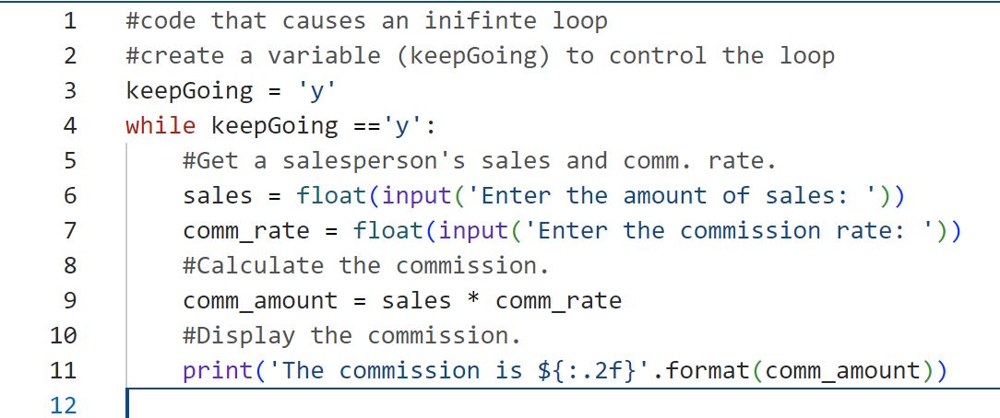 1 #code that causes an inifinte loop
2 #create a variable (keepGoing) to control the loop
3 keepGoing = 'y'
4 while keepGoing =='y':
5     #Get a salesperson's sales and comm. rate.
6     sales = float(input('Enter the amount of sales: '))
7     comm_rate = float(input('Enter the commission rate: '))
8     #Calculate the commission.
9     comm_amount = sales * comm_rate
10     #Display the commission.
11     print('The commission is ${:.2f}'.format(comm_amount))
12